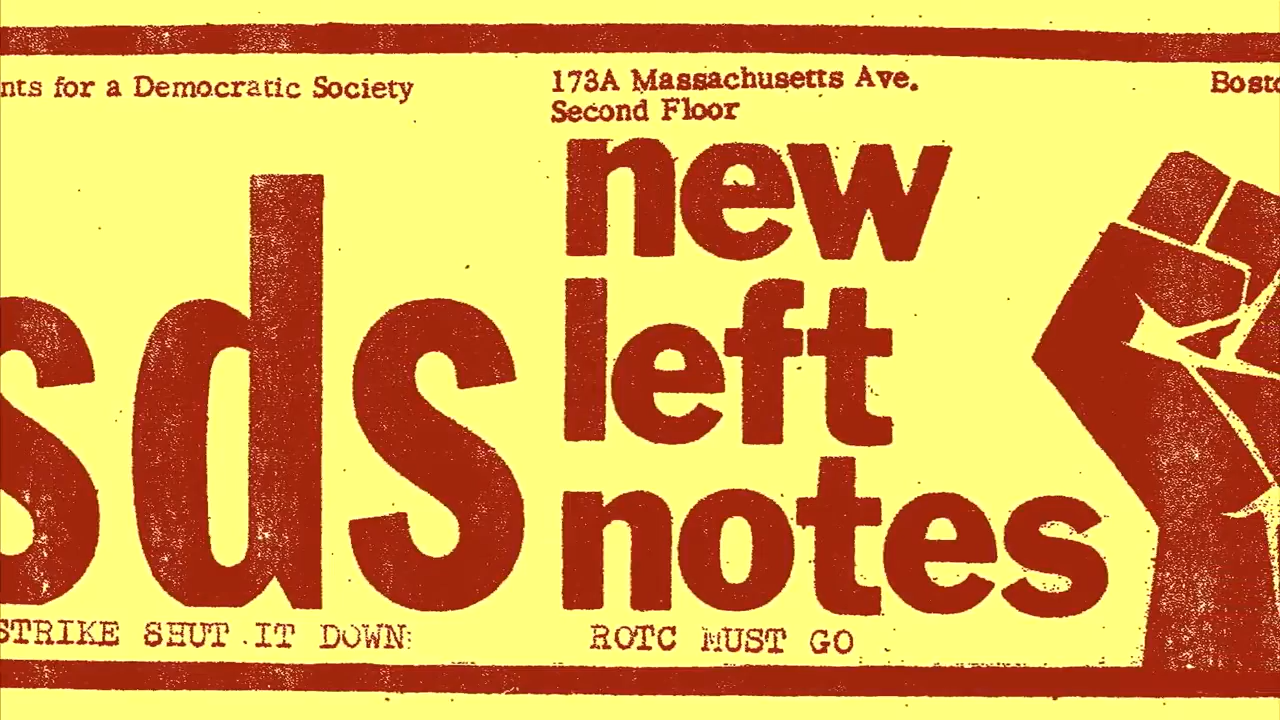 nts for a Democratic Society
173A Massachusetts Ave.
Second Floor
Bosto
sds
new
left
notes
STRIKE SHUT IT DOWN:
ROTC MUST GO